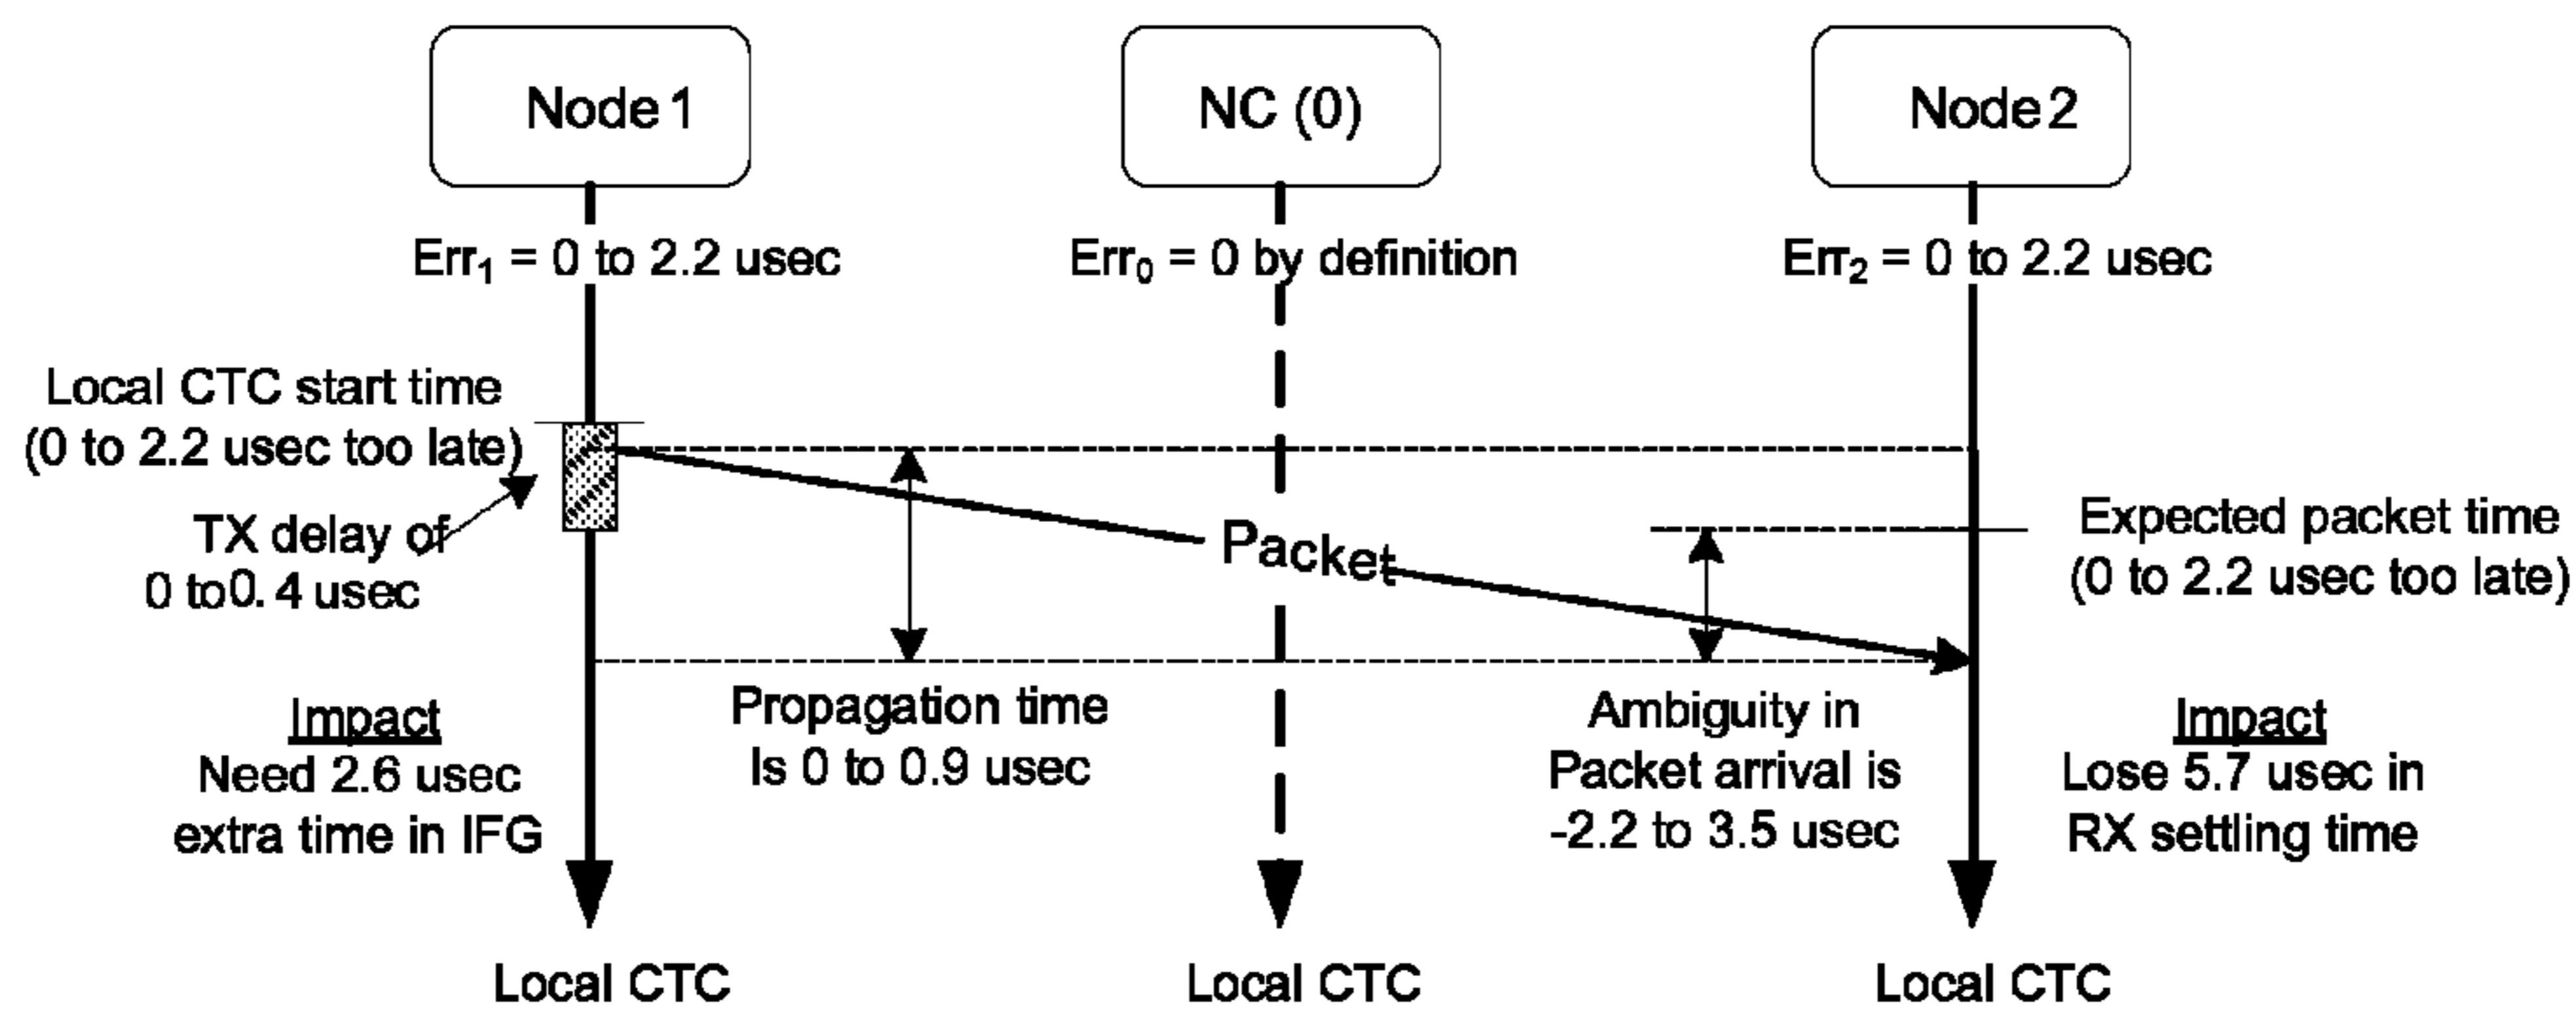 Node 1
NC (0)
Node 2
Err₁ = 0 to 2.2 usec
Err₀ = 0 by definition
Err₂ = 0 to 2.2 usec
Local CTC start time
(0 to 2.2 usec too late)
TX delay of
0 to 0.4 usec
Packet
Expected packet time
(0 to 2.2 usec too late)
Impact
Need 2.6 usec
extra time in IFG
Propagation time
Is 0 to 0.9 usec
Ambiguity in
Packet arrival is
-2.2 to 3.5 usec
Impact
Lose 5.7 usec in
RX settling time
Local CTC
Local CTC
Local CTC